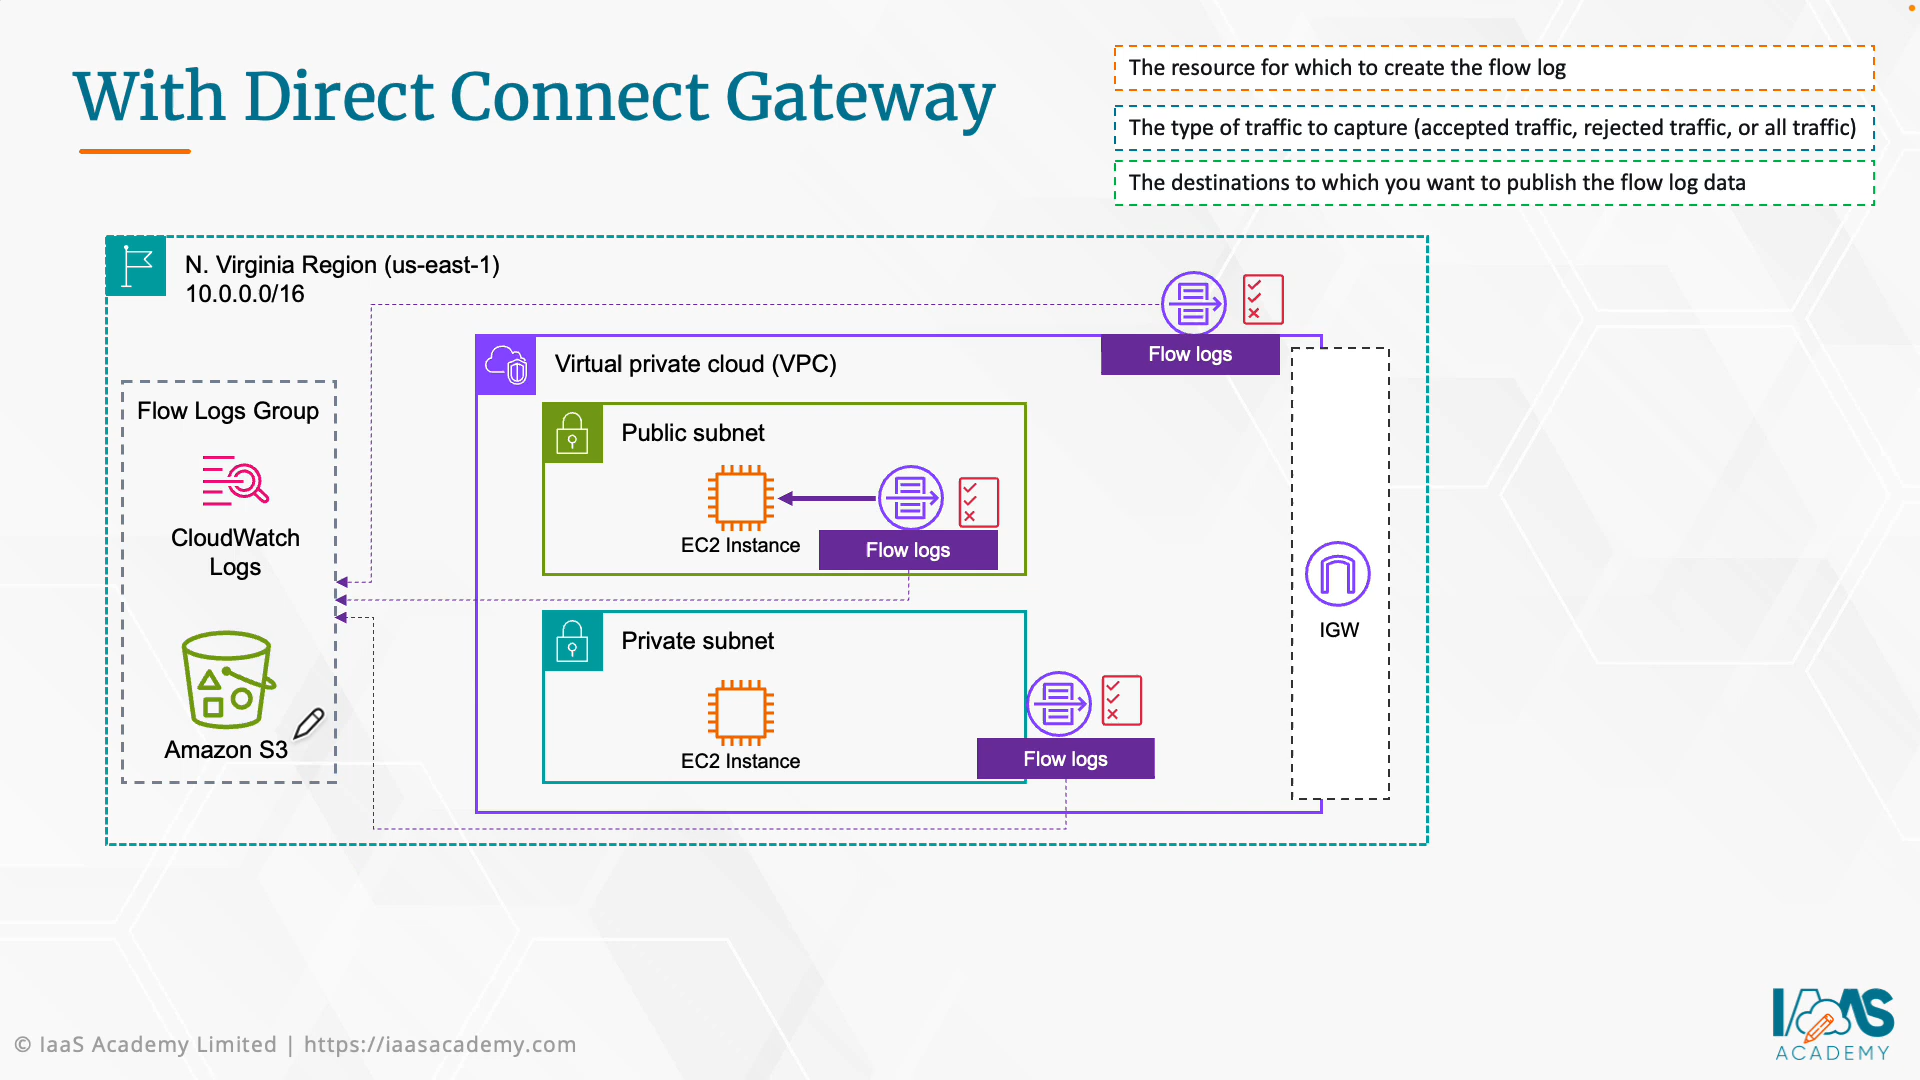 With Direct Connect Gateway
The resource for which to create the flow log
The type of traffic to capture (accepted traffic, rejected traffic, or all traffic)
The destinations to which you want to publish the flow log data
N. Virginia Region (us-east-1)
10.0.0.0/16
Flow logs
Virtual private cloud (VPC)
Flow Logs Group
Public subnet
CloudWatch
Logs
EC2 Instance
Flow logs
IGW
Private subnet
Amazon S3
EC2 Instance
Flow logs
IAAS
ACADEMY
© IaaS Academy Limited | https://iaasacademy.com